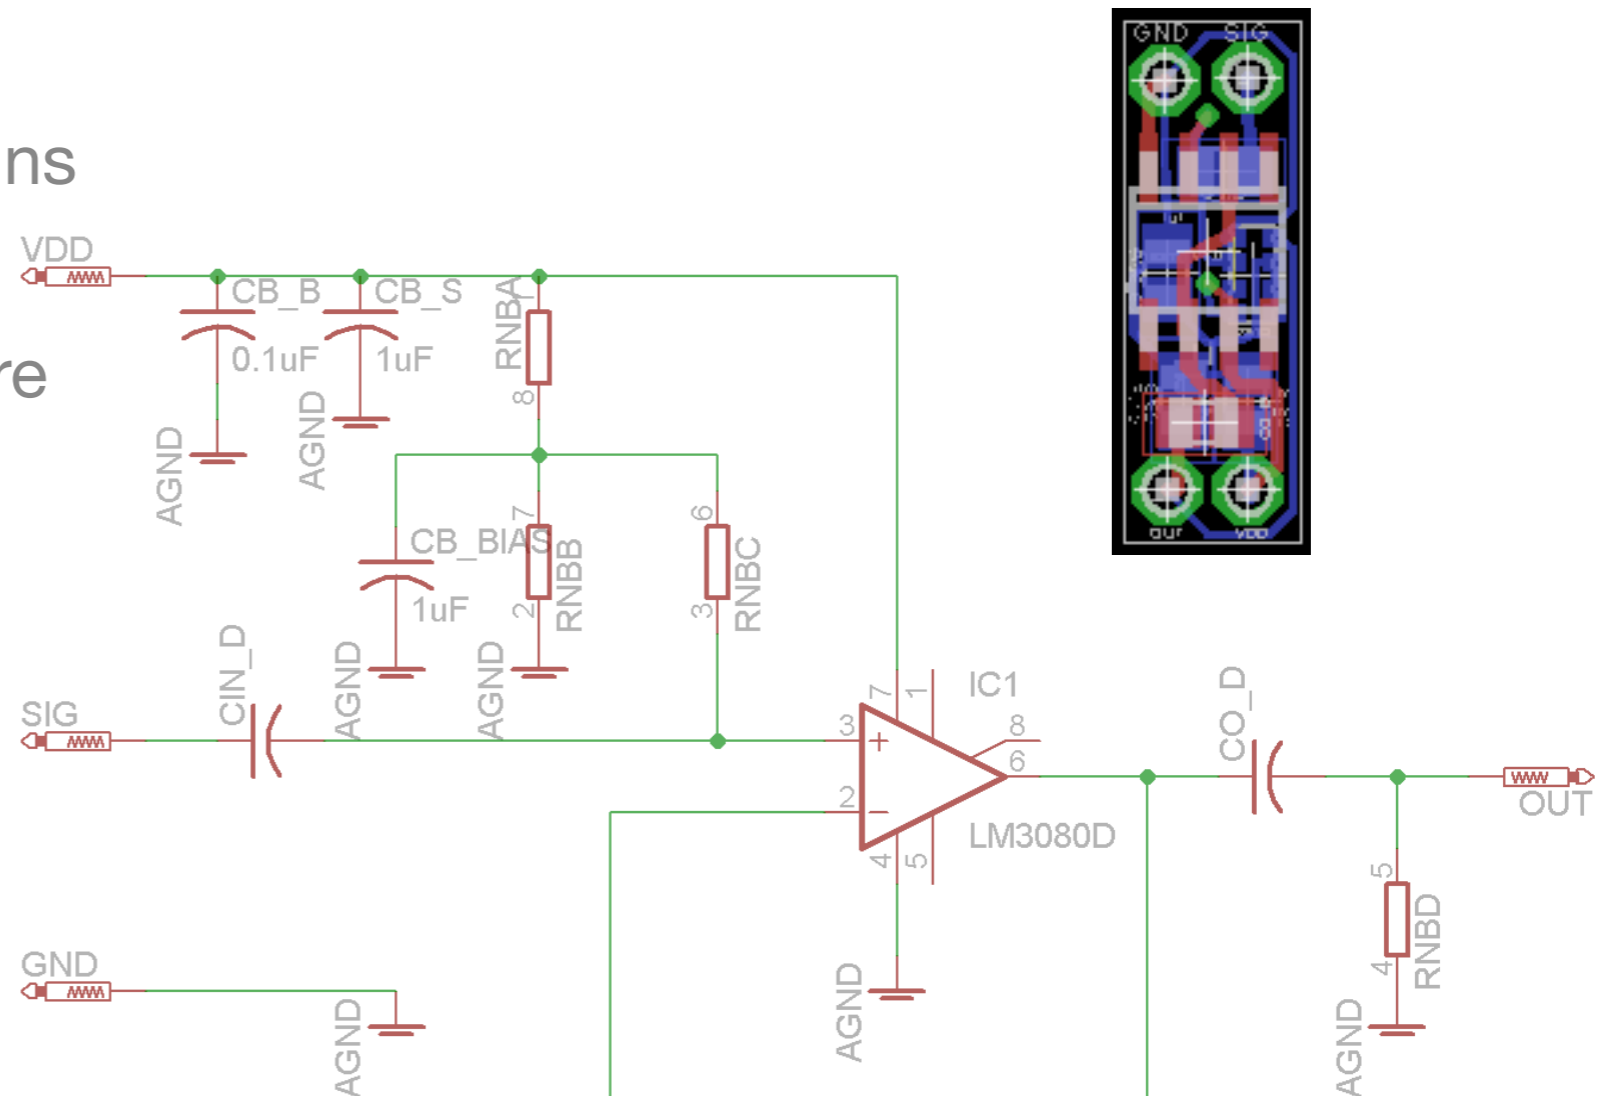 GND SIG
ns
VDD
CB_B
CB_S
RNBA
0.1uF
1uF
re
8
AGND
AGND
7
6
CB_BIAS
RNBB
RNBC
1uF
2
3
CIN_D
AGND
AGND
SIG
7
1
IC1
3
8
6
2
CO_D
OUT
LM3080D
4
5
5
RNBD
4
GND
AGND
AGND
AGND
VDD